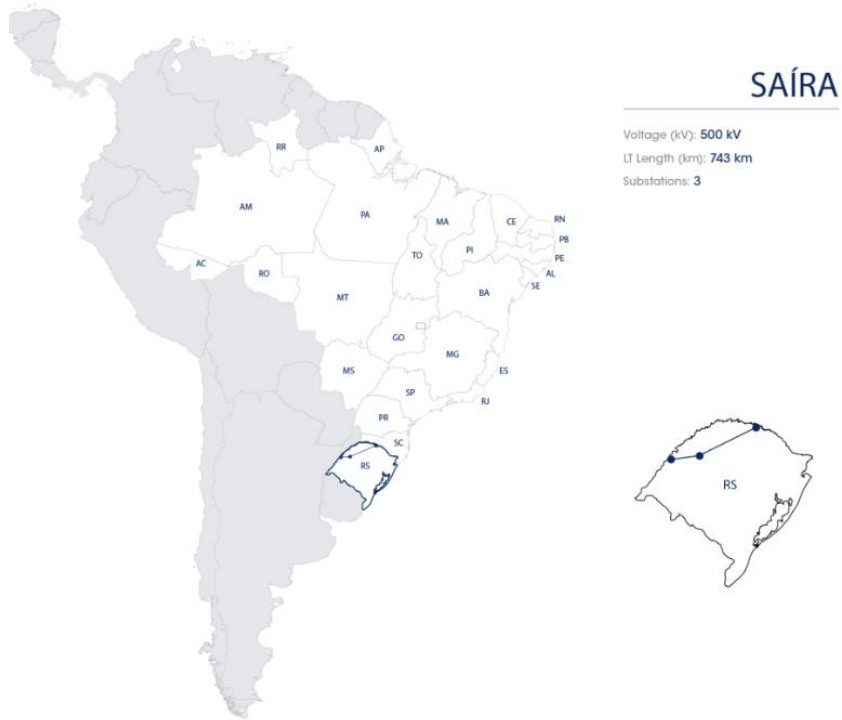 SAÍRA
Voltage (kV): 500 kV
LT Length (km): 743 km
Substations: 3
RR
AP
AM
PA
MA
CE
RN
PB
PI
TO
PE
AC
RO
AL
SE
BA
MT
GO
MG
MS
ES
SP
RJ
PR
SC
RS
RS